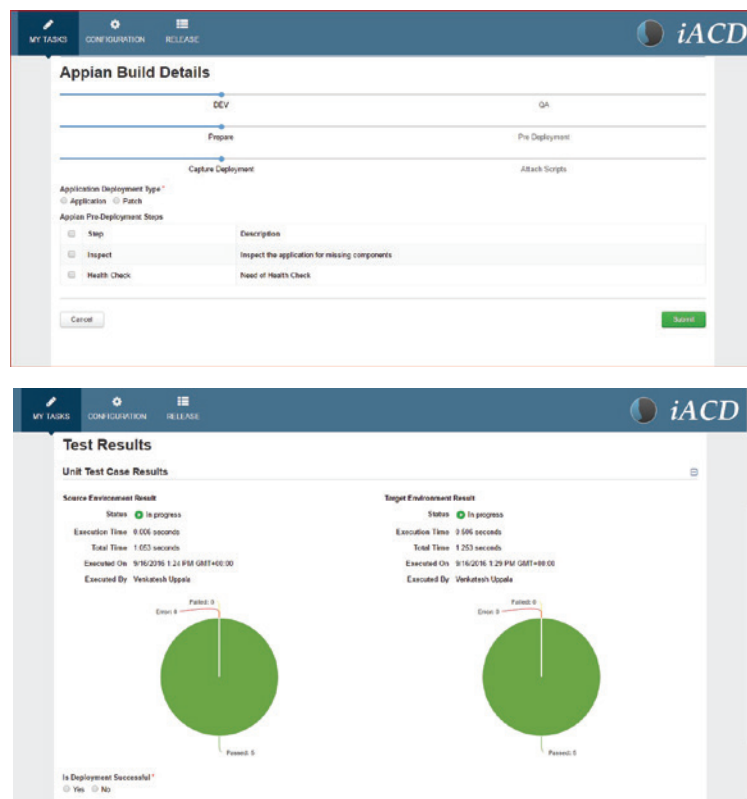 MY TASKS CONFIGURATION RELEASE iACD
Appian Build Details
DEV QA
Prepare Pre Deployment
Capture Deployment Attach Scripts
Application Deployment Type *
Application Patch
Appian Pre-Deployment Steps
Step Description
Inspect Inspect the application for missing components
Health Check Need of Health Check
Cancel Submit
MY TASKS CONFIGURATION RELEASE iACD
Test Results
Unit Test Case Results
Source Environment Result Target Environment Result
Status In progress Status In progress
Execution Time 0.006 seconds Execution Time seconds
Total Time 1.053 seconds Total Time 1.253 seconds
Executed On 9/16/2016 1:24 PM GMT+00:00 Executed On 9/16/2016 1:29 PM GMT+00:00
Executed By Venkatesh Uppala Executed By Venkatesh Uppala
Failed: 0 Failed: 0
Error: 0 Error: 0
Passed: 5 Passed: 5
Is Deployment Successful *
Yes No